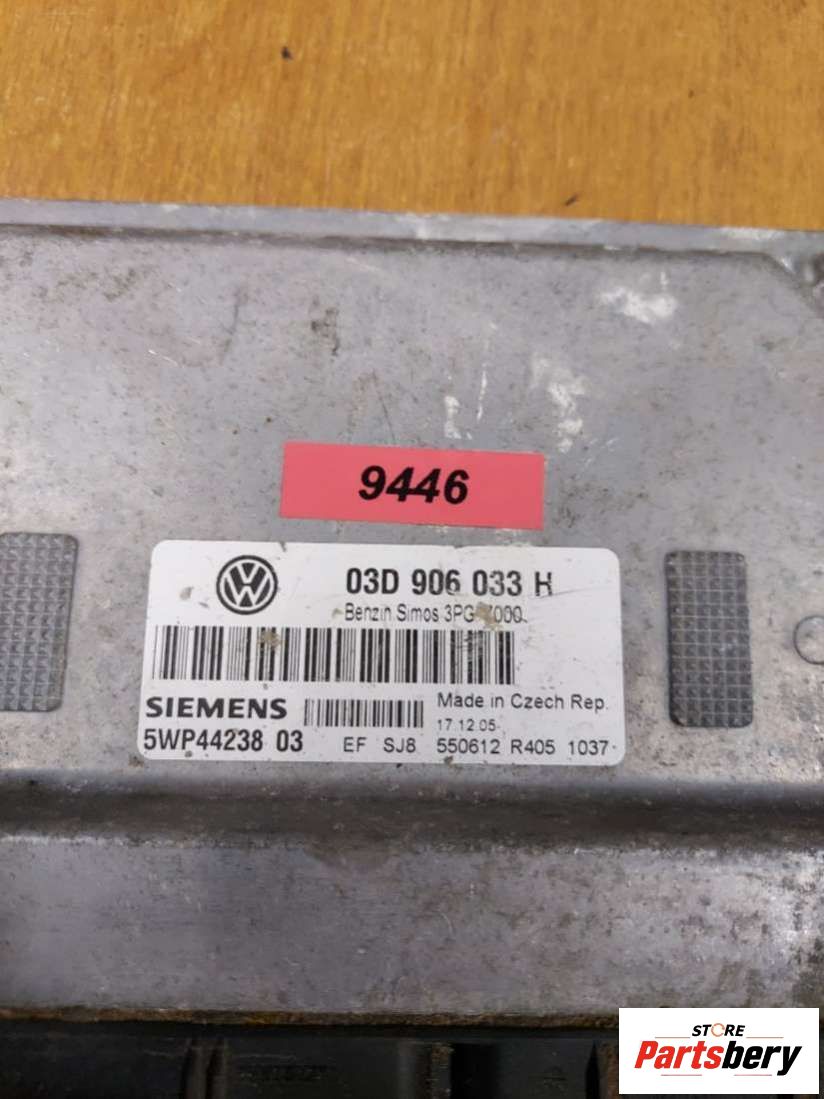 9446
03D 906 033 H
Benzin Simos 3PG
SIEMENS
Made in Czech Rep.
17.12.05
5WP44238 03
EF SJ8 550612 R405 1037
STORE
Partsbery